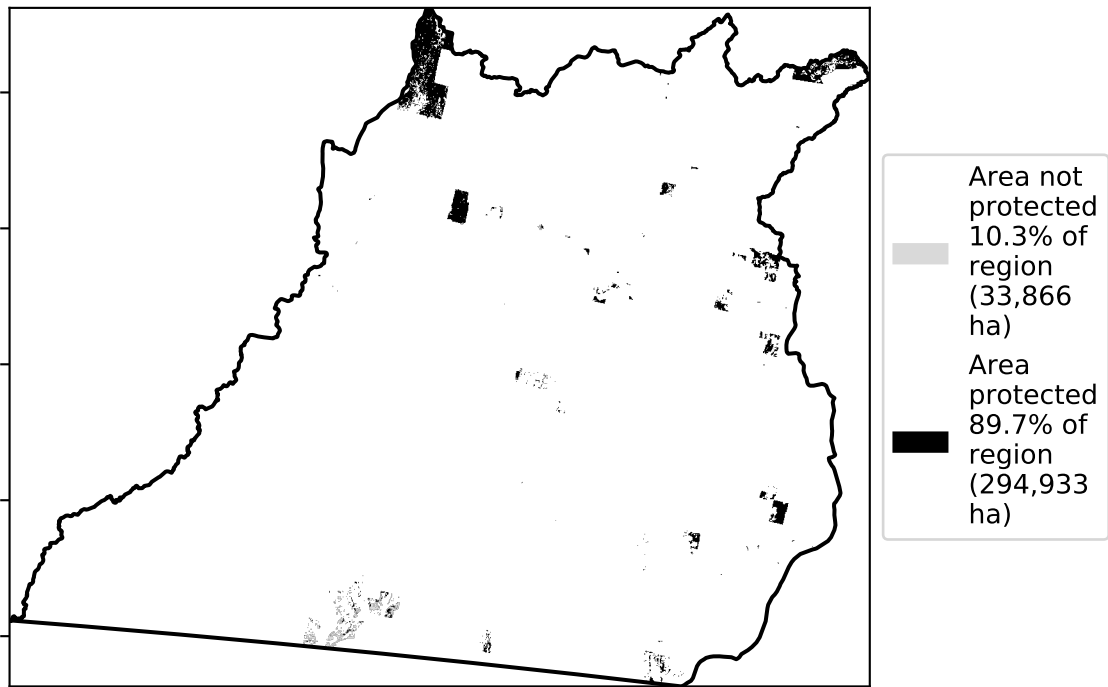 Area not
protected
10.3% of
region
(33,866
ha)
Area
protected
89.7% of
region
(294,933
ha)